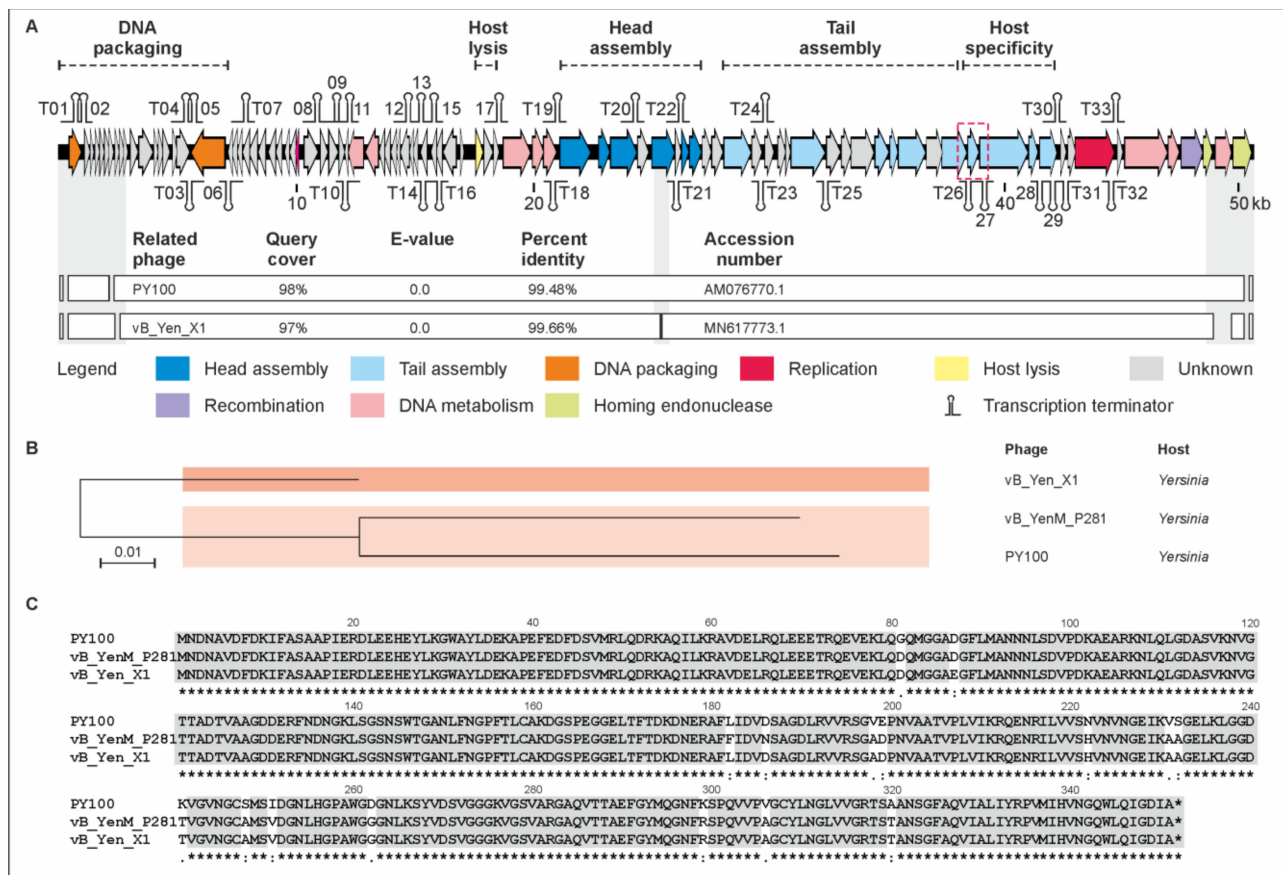 A
DNA packaging
Host lysis
Head assembly
Tail assembly
Host specificity
T01 02 T04 05 T07 08 09 11 12 13 15 17 T19 T20 T22 T24 T30 T33
T03 06 T10 T14 T16 T18 T21 T23 T25 T26 27 28 29 T31 T32
10 20 40 50 kb
Related phage Query cover E-value Percent identity Accession number
PY100 98% 0.0 99.48% AM076770.1
vB_Yen_X1 97% 0.0 99.66% MN617773.1
Legend Head assembly Tail assembly DNA packaging Replication Host lysis Unknown
Recombination DNA metabolism Homing endonuclease Transcription terminator
B
Phage Host
vB_Yen_X1 Yersinia
vB_YenM_P281 Yersinia
PY100 Yersinia
0.01
C
20 40 60 80 100 120
PY100 MNDNAVDFDKIFASAAPIERDLEEHEYLKGWAYLDEKAPEFEDFDSVMRLQDRKAQILKRAVDELRQLEEETRQEVEKLQGQMGGADGFLMANNNLSDVPDKAEARKNLQLGDASVKNVG
vB_YenM_P281 MNDNAVDFDKIFASAAPIERDLEEHEYLKGWAYLDEKAPEFEDFDSVMRLQDRKAQILKRAVDELRQLEEETRQEVEKLQDQMGGADGFLMANNNLSDVPDKAEARKNLQLGDASVKNVG
vB_Yen_X1 MNDNAVDFDKIFASAAPIERDLEEHEYLKGWAYLDEKAPEFEDFDSVMRLQDRKAQILKRAVDELRQLEEETRQEVEKLQDQMGGAEGFLMANNNLSDVPDKAEARKNLQLGDASVKNVG
140 160 180 200 220 240
PY100 TTADTVAAGDDERFNDNGKLSGSNSWTGANLFNGPFTLCAKDGSPEGGELTFTDKDNERAFLIDVDSAGDLRVVRSGVEPNVAATVPLVIKRQENRILVVSNVNVNGEIKVSGELKLGGD
vB_YenM_P281 TTADTVAAGDDERFNDNGKLSGSNSWTGANLFNGPFTLCAKDGSPEGGELTFTDKDNERAFFIDVNSAGDLRVVRSGADPNVAATVPLVIKRQENRILVVSHVNVNGEIKAAGELKLGGD
vB_Yen_X1 TTADTVAAGDDERFNDNGKLSGSNSWTGANLFNGPFTLCAKDGSPEGGELTFTDKDNERAFFIDVNSAGDLRVVRSGADPNVAATVPLVIKRQENRILVVSHVNVNGEIKAAGELKLGGD
260 280 300 320 340
PY100 KVGVNGCSMSIDGNLHGPAWGDGNLKSYVDSVGGGKVGSVARGAQVTTAEFGYMQGNFKSPQVVPVGCYLNGLVVGRTSAANSGFAQVIALIYRPVMIHVNGQWLQIGDIA*
vB_YenM_P281 TVGVNGCAMSVDGNLHGPAWGGNLKSYVDSVGGGKVGSVARGAQVTTAEFGYMQGNFRSPQVVPAGCYLNGLVVGRTSTANSGFAQVIALIYRPVMIHVNGQWLQIGDIA*
vB_Yen_X1 TVGVNGCAMSVDGNLHGPAWGGNLKSYVDSVGGGKVGSVARGAQVTTAEFGYMQGNFRSPQVVPAGCYLNGLVVGRTSTANSGFAQVIALIYRPVMIHVNGQWLQIGDIA*